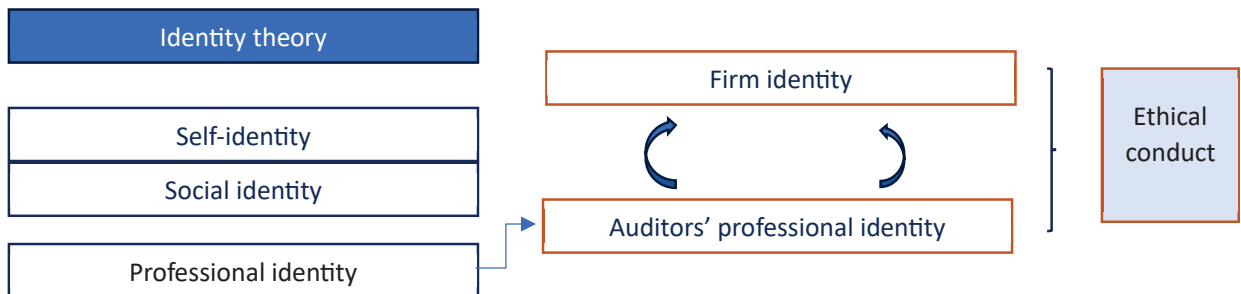 Identity theory
Self-identity
Social identity
Professional identity
Firm identity
Auditors’ professional identity
Ethical
conduct